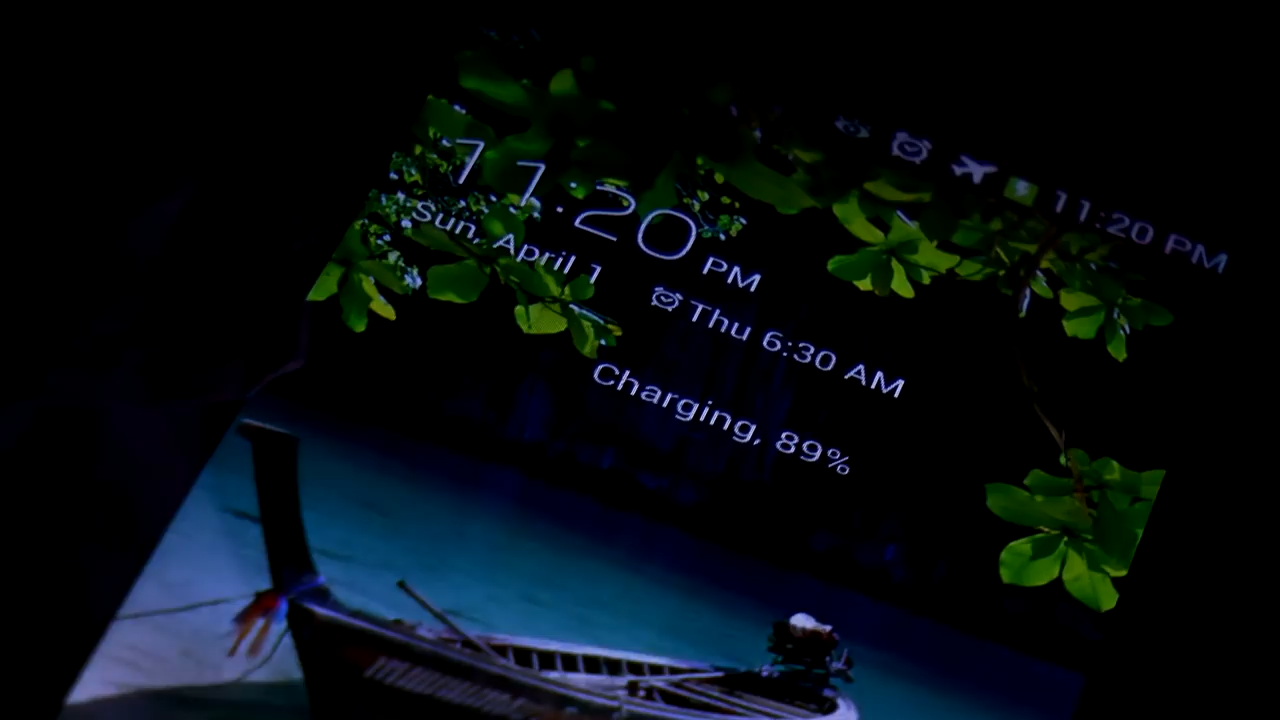 11:20 PM
11:20 PM
Sun, April 1
Thu 6:30 AM
Charging, 89%